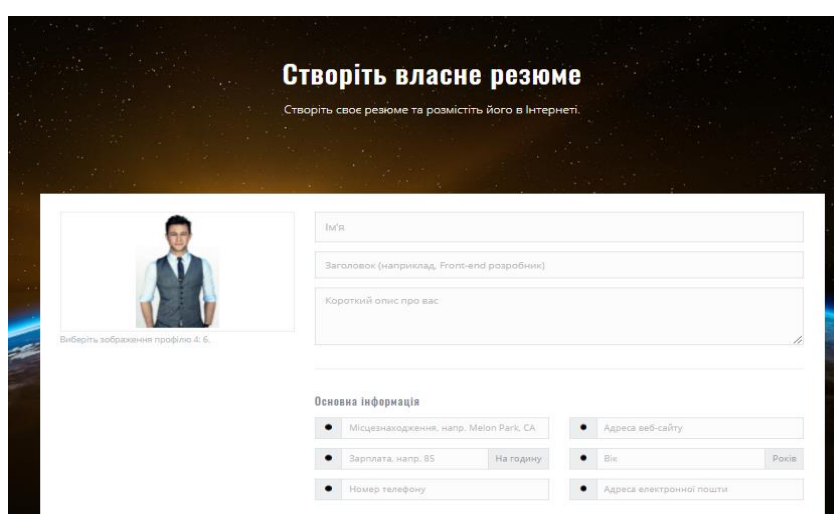 Створіть власне резюме
Створіть своє резюме та розмістіть його в Інтернеті.
Ім'я
Заголовок (наприклад, Front-end розробник)
Короткий опис про вас
Виберіть зображення профілю 4: 6.
Основна інформація
Місцезнаходження, напр. Melon Park, CA
Адреса веб-сайту
Зарплата, напр. 85 На годину
Вік Років
Номер телефону
Адреса електронної пошти